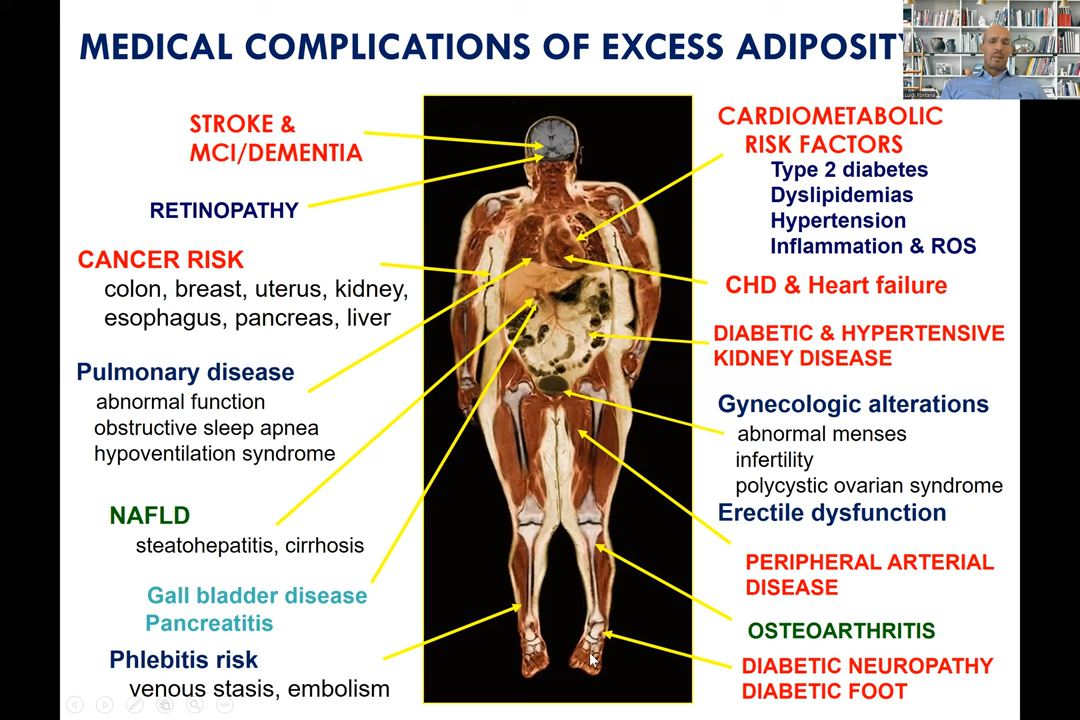 MEDICAL COMPLICATIONS OF EXCESS ADIPOSITY
Luigi Fontana
STROKE &
MCI/DEMENTIA
RETINOPATHY
CANCER RISK
colon, breast, uterus, kidney,
esophagus, pancreas, liver
Pulmonary disease
abnormal function
obstructive sleep apnea
hypoventilation syndrome
NAFLD
steatohepatitis, cirrhosis
Gall bladder disease
Pancreatitis
Phlebitis risk
venous stasis, embolism
CARDIOMETABOLIC
RISK FACTORS
Type 2 diabetes
Dyslipidemias
Hypertension
Inflammation & ROS
CHD & Heart failure
DIABETIC & HYPERTENSIVE
KIDNEY DISEASE
Gynecologic alterations
abnormal menses
infertility
polycystic ovarian syndrome
Erectile dysfunction
PERIPHERAL ARTERIAL
DISEASE
OSTEOARTHRITIS
DIABETIC NEUROPATHY
DIABETIC FOOT